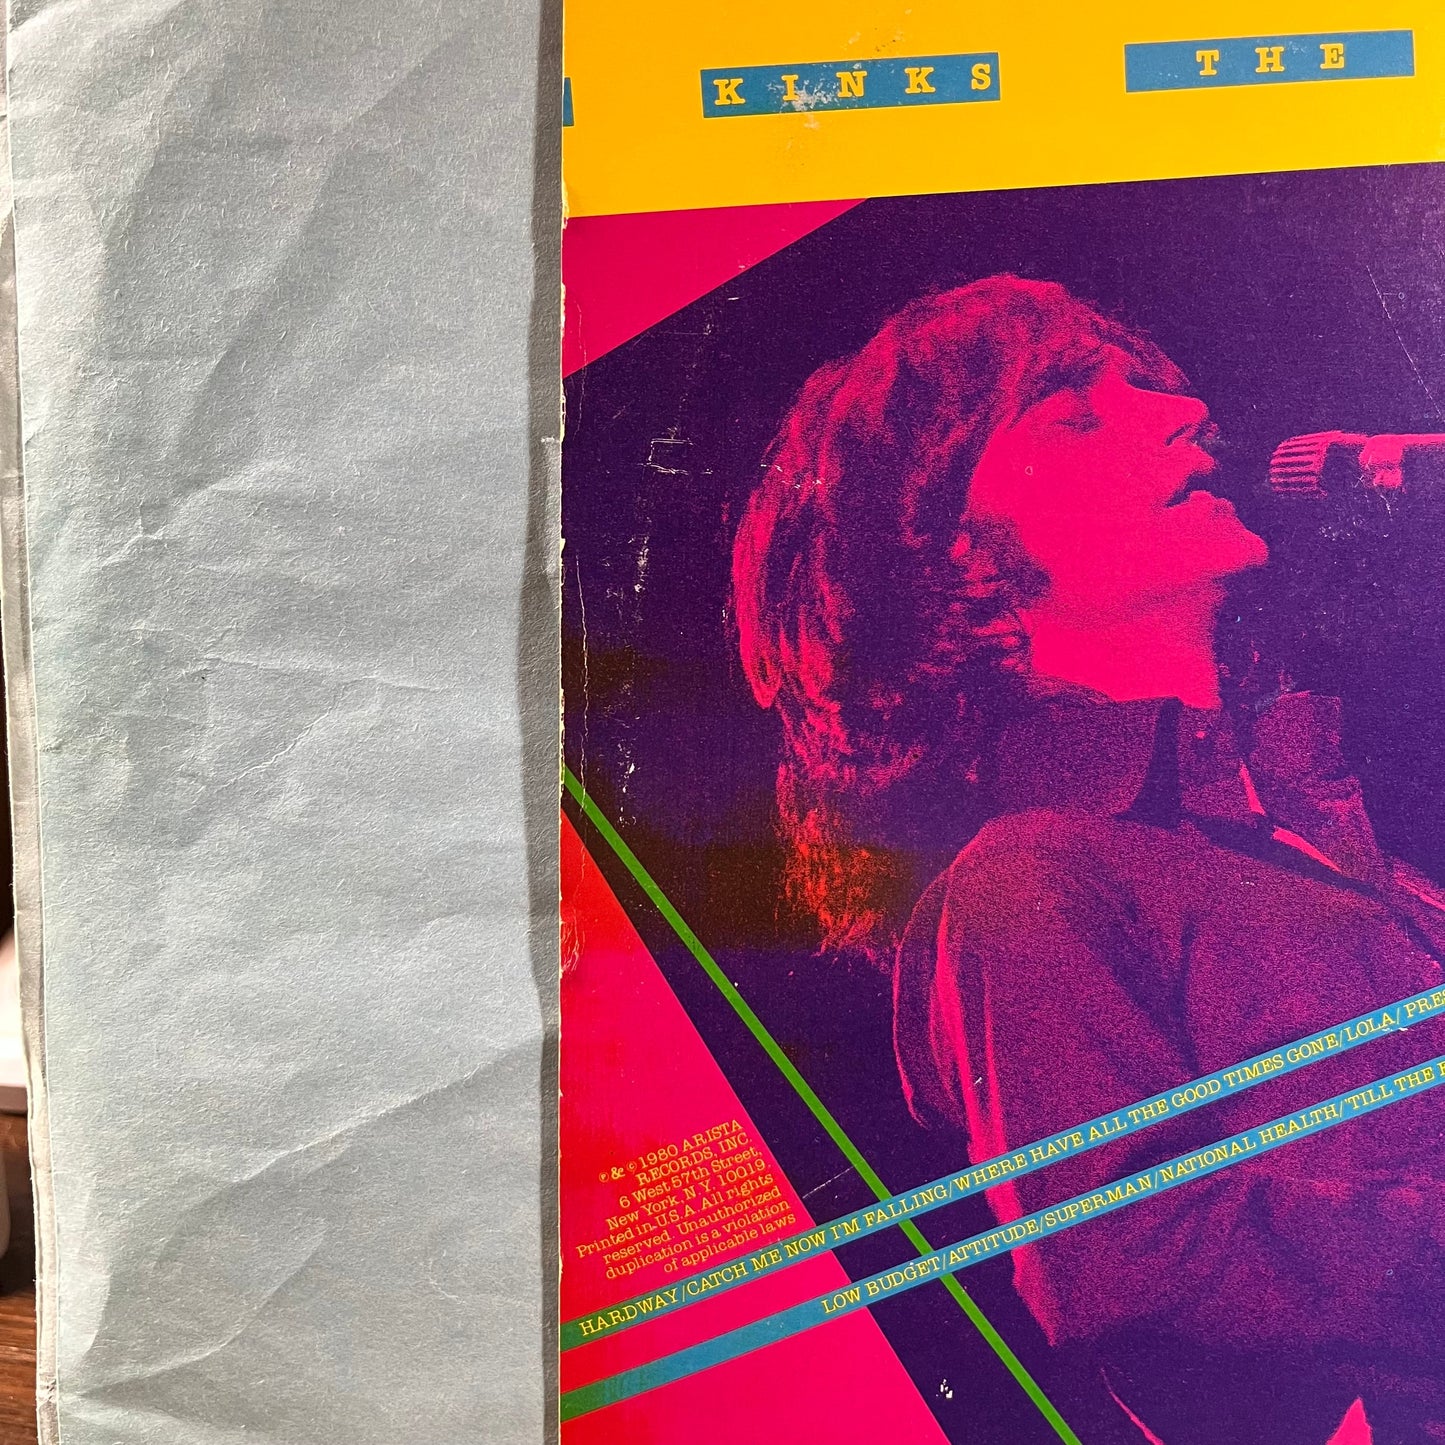 KINKS THE
℗&© 1980 ARISTA
RECORDS, INC.
6 West 57th Street,
New York. N.Y. 10019.
Printed in U.S.A. All rights
reserved. Unauthorized
duplication is a violation
of applicable laws
HARDWAY/CATCH ME NOW I'M FALLING/WHERE HAVE ALL THE GOOD TIMES GONE/LOLA/PRES
LOW BUDGET/ATTITUDE/SUPERMAN/NATIONAL HEALTH/'TILL THE